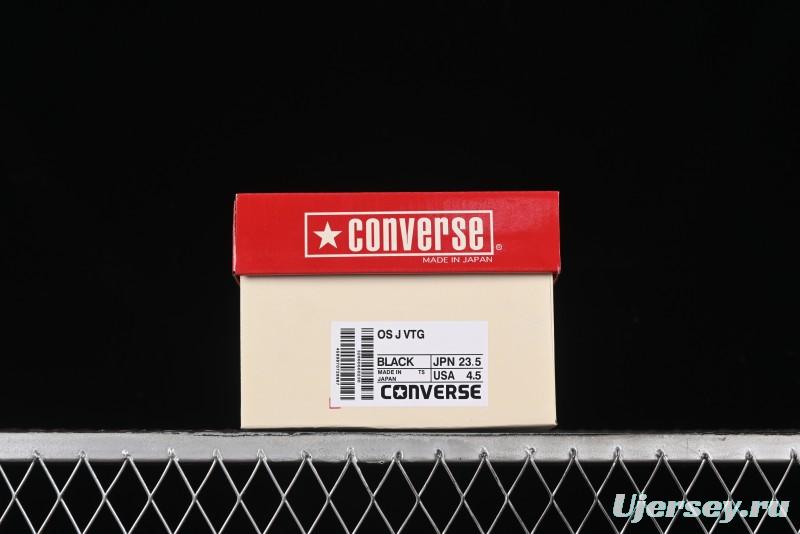 ★ CONVERSE ®
MADE IN JAPAN
OS J VTG
BLACK JPN 23.5
MADE IN JAPAN TS USA 4.5
CONVERSE
Ujersey.ru